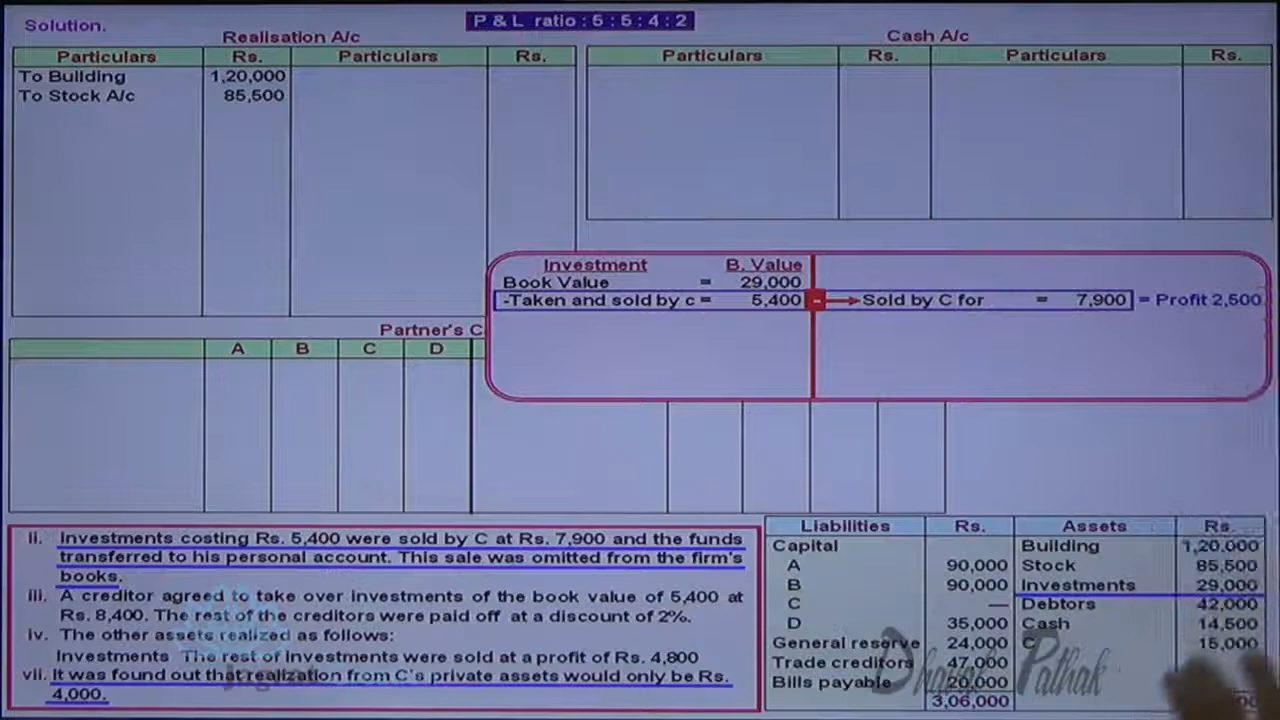 Solution.
P & L ratio : 5 : 5 : 4 : 2
Realisation A/c
Particulars Rs. Particulars Rs.
To Building 1,20,000
To Stock A/c 85,500
Cash A/c
Particulars Rs. Particulars Rs.
Investment B. Value
Book Value = 29,000
-Taken and sold by c = 5,400 - Sold by C for = 7,900 = Profit 2,500
Partner's C
A B C D
ii. Investments costing Rs. 5,400 were sold by C at Rs. 7,900 and the funds
transferred to his personal account. This sale was omitted from the firm's
books.
iii. A creditor agreed to take over investments of the book value of 5,400 at
Rs. 8,400. The rest of the creditors were paid off at a discount of 2%.
iv. The other assets realized as follows:
Investments The rest of Investments were sold at a profit of Rs. 4,800
vii. It was found out that realization from C's private assets would only be Rs.
4,000.
Liabilities Rs. Assets Rs.
Capital Building 1,20,000
A 90,000 Stock 85,500
B 90,000 Investments 29,000
C — Debtors 42,000
D 35,000 Cash 14,500
General reserve 24,000 C 15,000
Trade creditors 47,000
Bills payable 20,000
3,06,000
Pathak